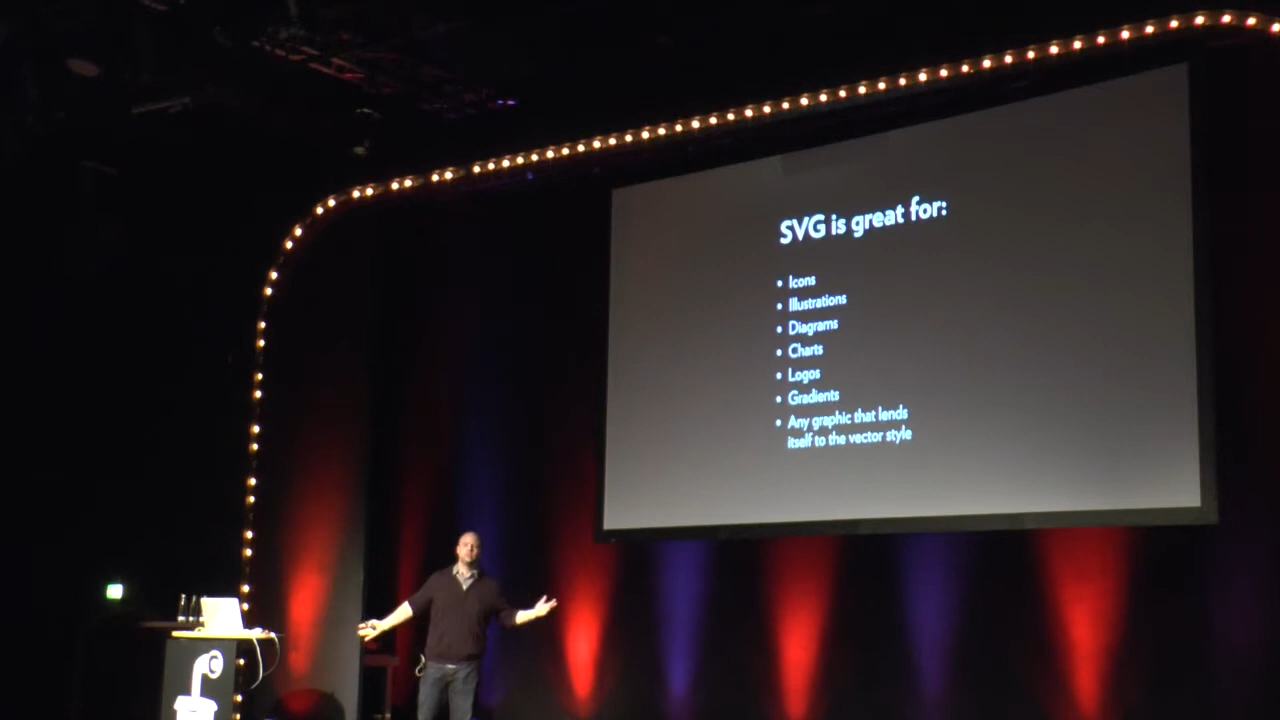 SVG is great for:
• Icons
• Illustrations
• Diagrams
• Charts
• Logos
• Gradients
• Any graphic that lends
itself to the vector style